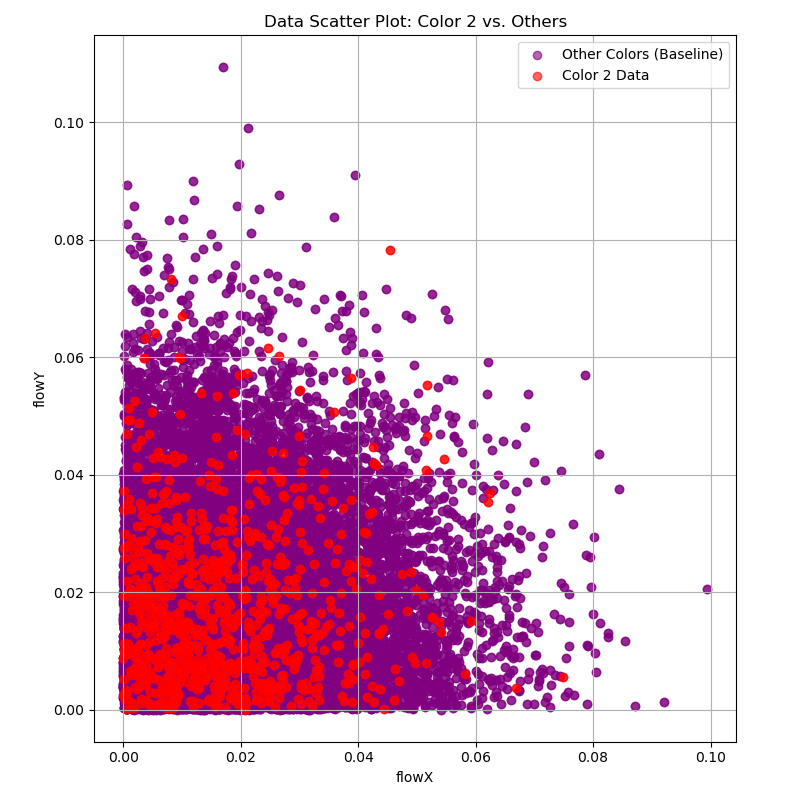 Data Scatter Plot: Color 2 vs. Others
Other Colors (Baseline)
Color 2 Data
flowY
0.10
0.08
0.06
0.04
0.02
0.00
0.00 0.02 0.04 0.06 0.08 0.10
flowX